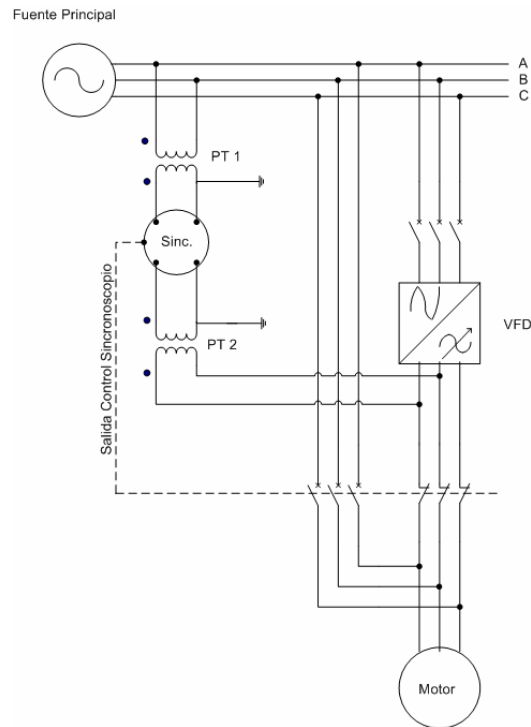 Fuente Principal
A
B
C
PT 1
Sinc.
VFD
PT 2
Salida Control Sincronoscopio
Motor